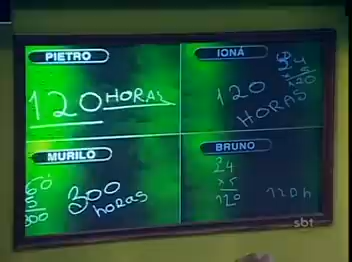 PIETRO
120 HORAS
IONÁ
24
x 5
120
120
HORAS
MURILO
60
5
300
300
horas
BRUNO
24
x5
120
120h
sbt